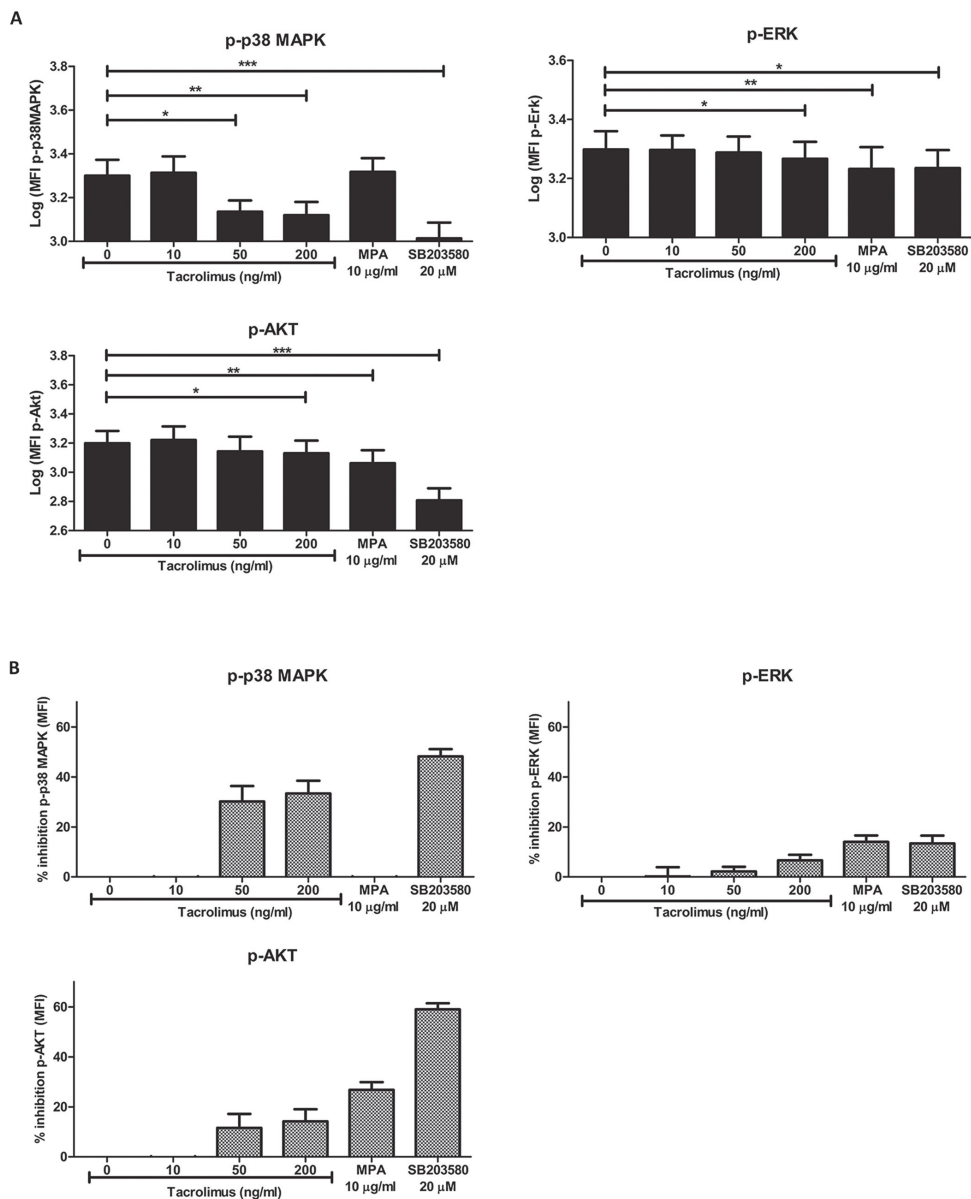 A
p-p38 MAPK
Log (MFI p-p38MAPK)
3.8
3.6
3.4
3.2
3.0
***
**
*
0 10 50 200 MPA SB203580
10 µg/ml 20 µM
Tacrolimus (ng/ml)
p-ERK
Log (MFI p-Erk)
3.6
3.4
3.2
3.0
*
**
*
0 10 50 200 MPA SB203580
10 µg/ml 20 µM
Tacrolimus (ng/ml)
p-AKT
Log (MFI p-Akt)
3.8
3.6
3.4
3.2
3.0
2.8
2.6
***
**
*
0 10 50 200 MPA SB203580
10 µg/ml 20 µM
Tacrolimus (ng/ml)
B
p-p38 MAPK
% inhibition p-p38 MAPK (MFI)
60
40
20
0
0 10 50 200 MPA SB203580
10 µg/ml 20 µM
Tacrolimus (ng/ml)
p-ERK
% inhibition p-ERK (MFI)
60
40
20
0
0 10 50 200 MPA SB203580
10 µg/ml 20 µM
Tacrolimus (ng/ml)
p-AKT
% inhibition p-AKT (MFI)
60
40
20
0
0 10 50 200 MPA SB203580
10 µg/ml 20 µM
Tacrolimus (ng/ml)